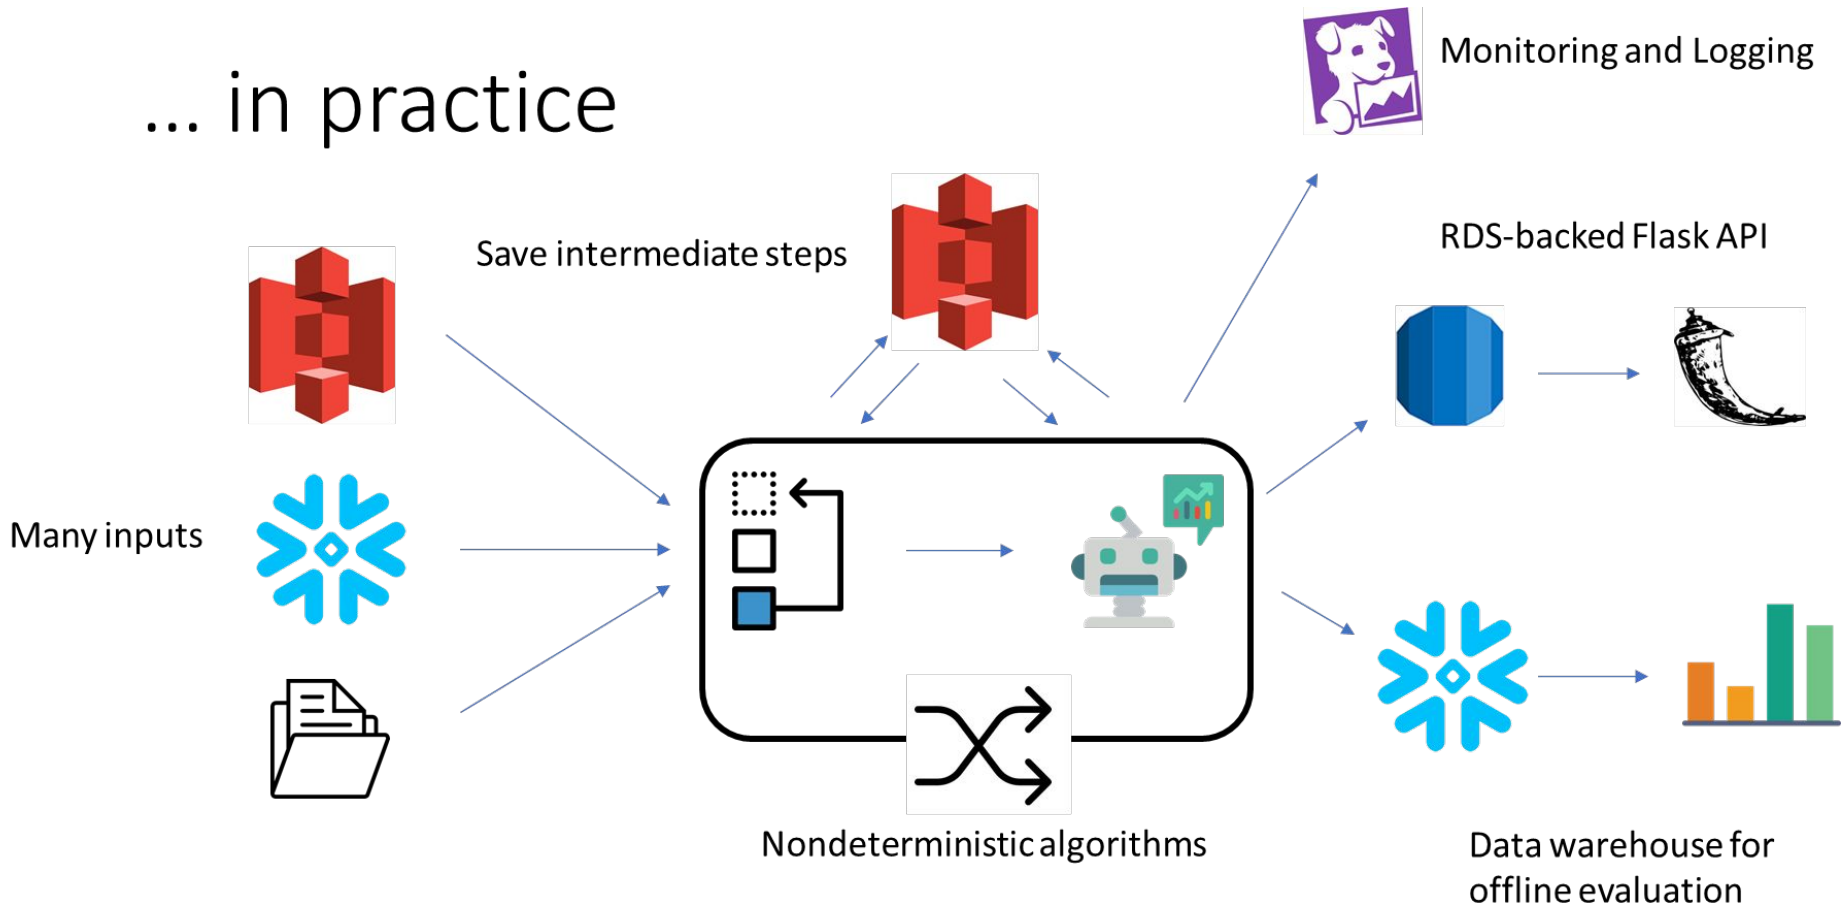 ... in practice
Monitoring and Logging
Save intermediate steps
RDS-backed Flask API
Many inputs
Nondeterministic algorithms
Data warehouse for
offline evaluation